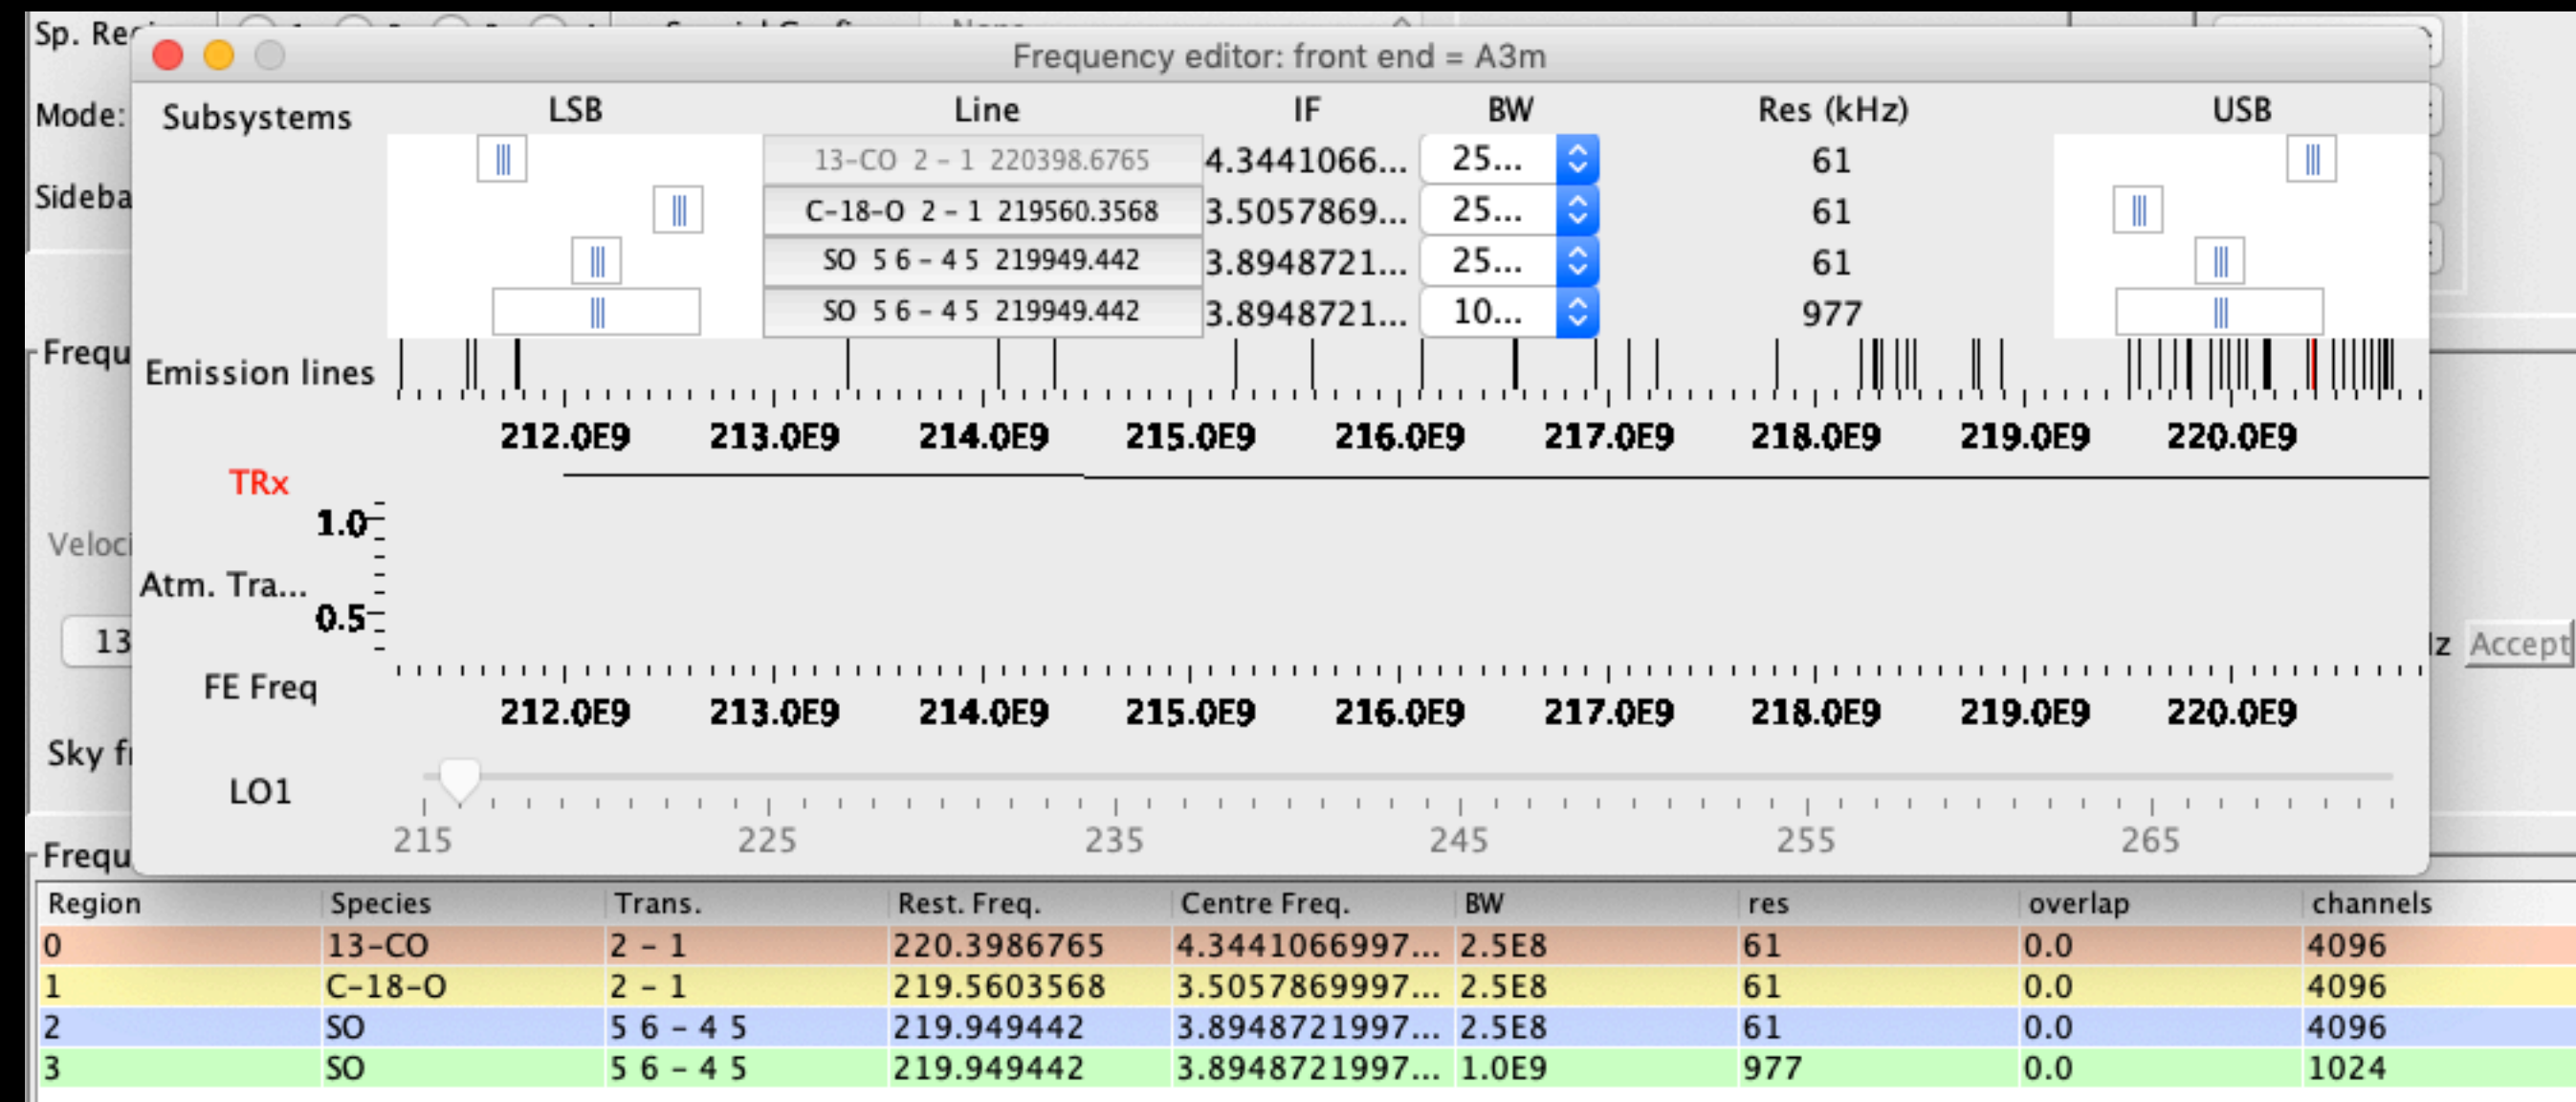 Sp. Re
Frequency editor: front end = A3m
Mode:
Subsystems LSB Line IF BW Res (kHz) USB
13-CO 2 - 1 220398.6765 4.3441066... 25... 61
Sideba
C-18-O 2 - 1 219560.3568 3.5057869... 25... 61
SO 5 6 - 4 5 219949.442 3.8948721... 25... 61
SO 5 6 - 4 5 219949.442 3.8948721... 10... 977
Frequ
Emission lines
212.0E9 213.0E9 214.0E9 215.0E9 216.0E9 217.0E9 218.0E9 219.0E9 220.0E9
TRx
1.0
Veloci
Atm. Tra...
0.5
13
lz Accept
FE Freq
212.0E9 213.0E9 214.0E9 215.0E9 216.0E9 217.0E9 218.0E9 219.0E9 220.0E9
Sky fr
LO1
215 225 235 245 255 265
Frequ
Region Species Trans. Rest. Freq. Centre Freq. BW res overlap channels
0 13-CO 2 - 1 220.3986765 4.3441066997... 2.5E8 61 0.0 4096
1 C-18-O 2 - 1 219.5603568 3.5057869997... 2.5E8 61 0.0 4096
2 SO 5 6 - 4 5 219.949442 3.8948721997... 2.5E8 61 0.0 4096
3 SO 5 6 - 4 5 219.949442 3.8948721997... 1.0E9 977 0.0 1024